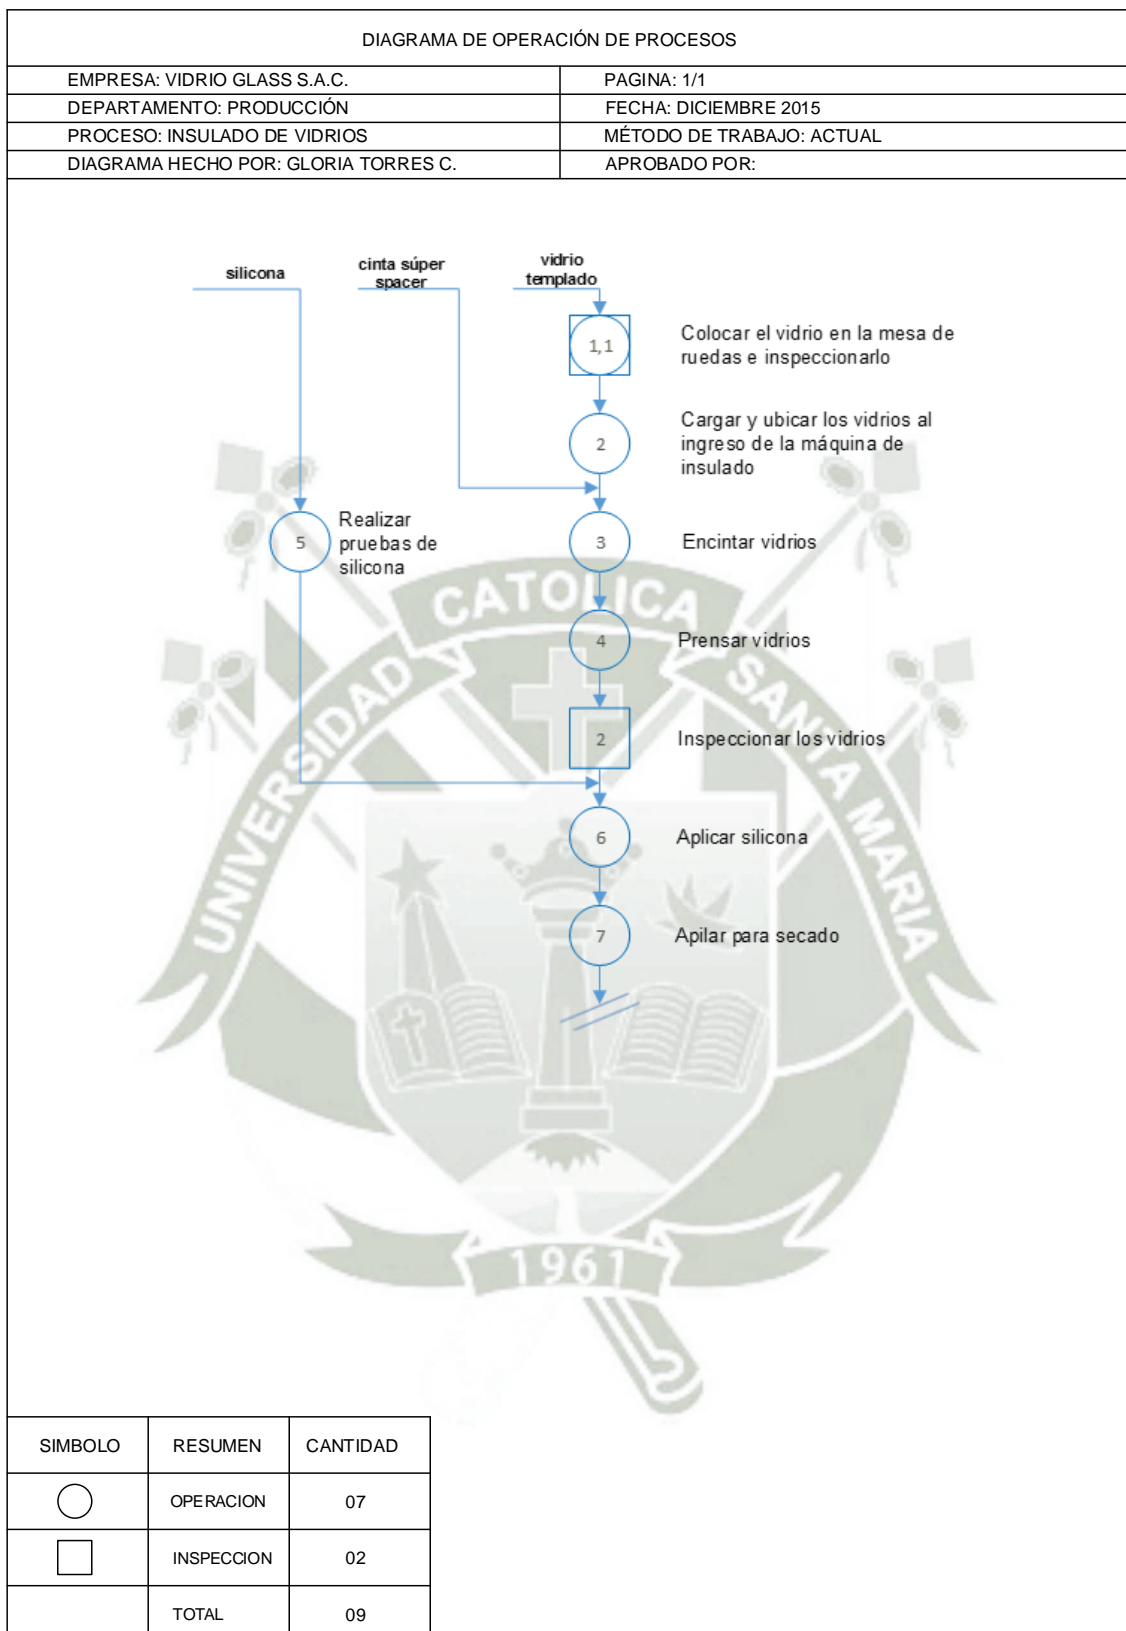 DIAGRAMA DE OPERACIÓN DE PROCESOS
EMPRESA: VIDRIO GLASS S.A.C.
PAGINA: 1/1
DEPARTAMENTO: PRODUCCIÓN
FECHA: DICIEMBRE 2015
PROCESO: INSULADO DE VIDRIOS
MÉTODO DE TRABAJO: ACTUAL
DIAGRAMA HECHO POR: GLORIA TORRES C.
APROBADO POR:
silicona
cinta súper
spacer
vidrio
templado
1,1
Colocar el vidrio en la mesa de
ruedas e inspeccionarlo
2
Cargar y ubicar los vidrios al
ingreso de la máquina de
insulado
5
Realizar
pruebas de
silicona
3
Encintar vidrios
4
Prensar vidrios
2
Inspeccionar los vidrios
6
Aplicar silicona
7
Apilar para secado
UNIVERSIDAD CATOLICA SANTA MARIA
1961
SIMBOLO RESUMEN CANTIDAD
OPERACION 07
INSPECCION 02
TOTAL 09